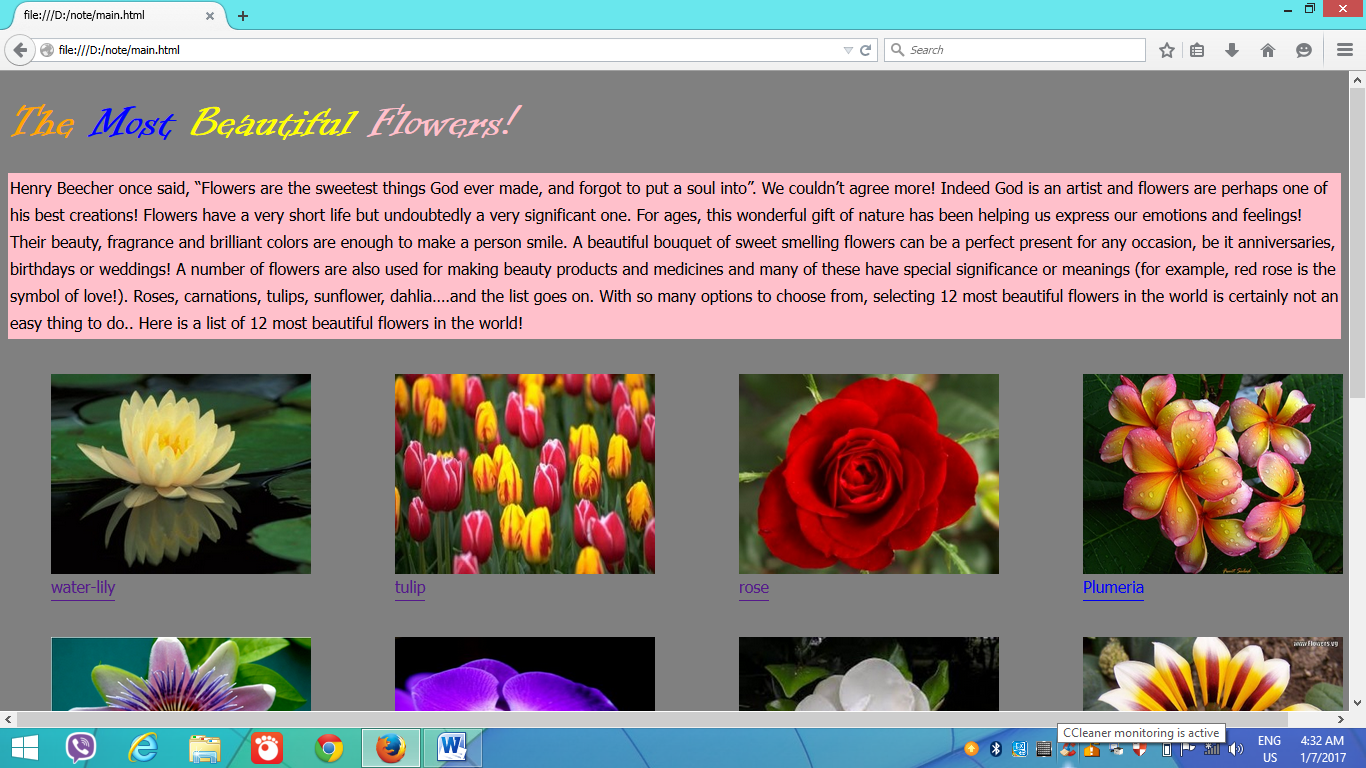 file:///D:/note/main.html
file:///D:/note/main.html
Search
The Most Beautiful Flowers!
Henry Beecher once said, “Flowers are the sweetest things God ever made, and forgot to put a soul into”. We couldn’t agree more! Indeed God is an artist and flowers are perhaps one of
his best creations! Flowers have a very short life but undoubtedly a very significant one. For ages, this wonderful gift of nature has been helping us express our emotions and feelings!
Their beauty, fragrance and brilliant colors are enough to make a person smile. A beautiful bouquet of sweet smelling flowers can be a perfect present for any occasion, be it anniversaries,
birthdays or weddings! A number of flowers are also used for making beauty products and medicines and many of these have special significance or meanings (for example, red rose is the
symbol of love!). Roses, carnations, tulips, sunflower, dahlia….and the list goes on. With so many options to choose from, selecting 12 most beautiful flowers in the world is certainly not an
easy thing to do.. Here is a list of 12 most beautiful flowers in the world!
water-lily
tulip
rose
Plumeria
www.Flowers.vg
CCleaner monitoring is active
ENG
US
4:32 AM
1/7/2017